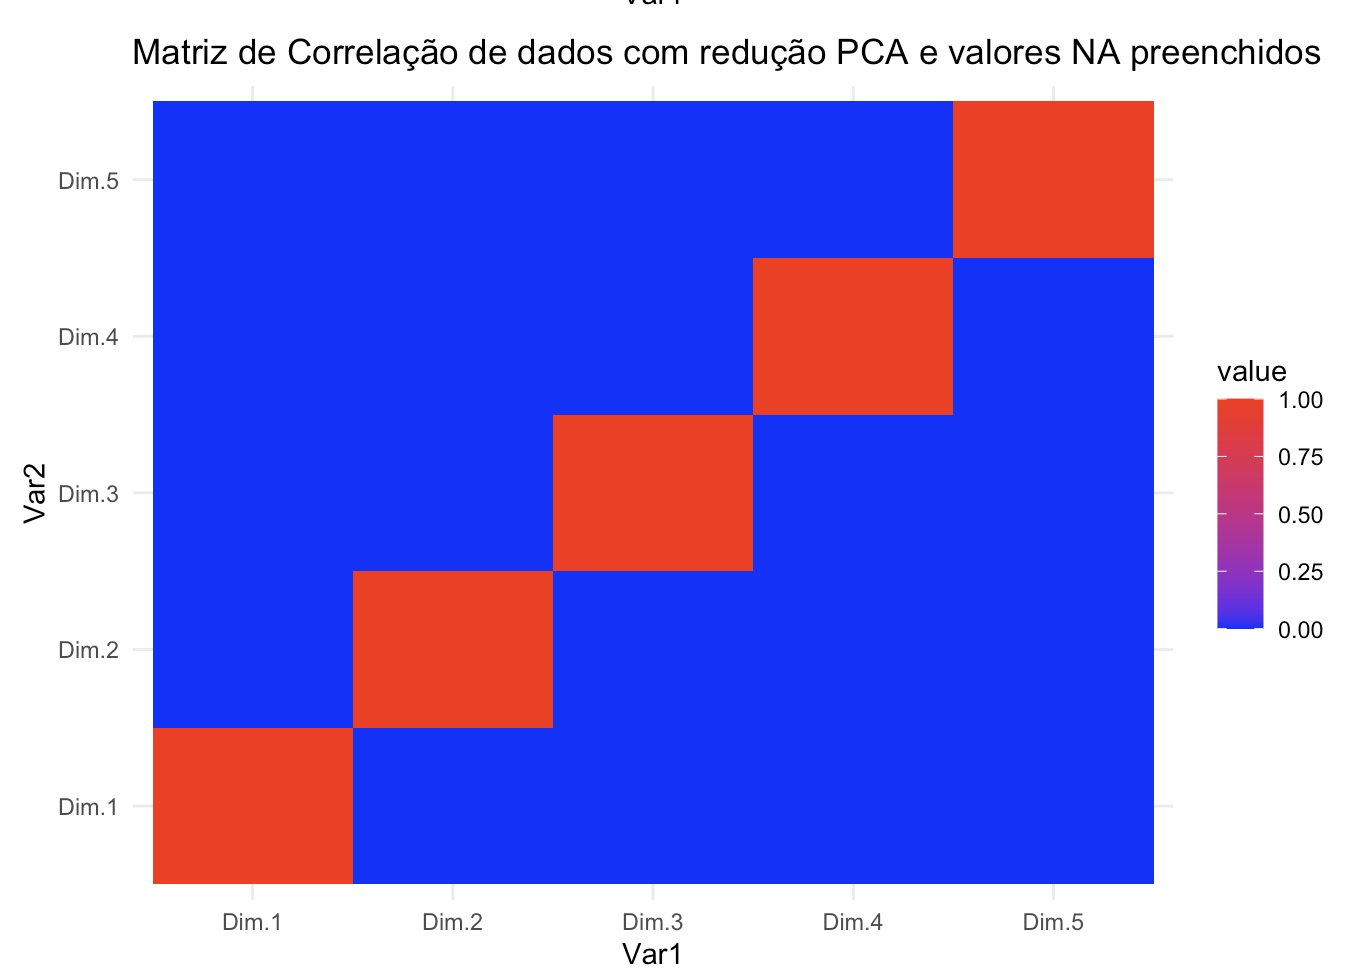 Var1
Matriz de Correlação de dados com redução PCA e valores NA preenchidos
Dim.5
Dim.4
Dim.3
Dim.2
Dim.1
Var2
Dim.1 Dim.2 Dim.3 Dim.4 Dim.5
Var1
value
1.00
0.75
0.50
0.25
0.00